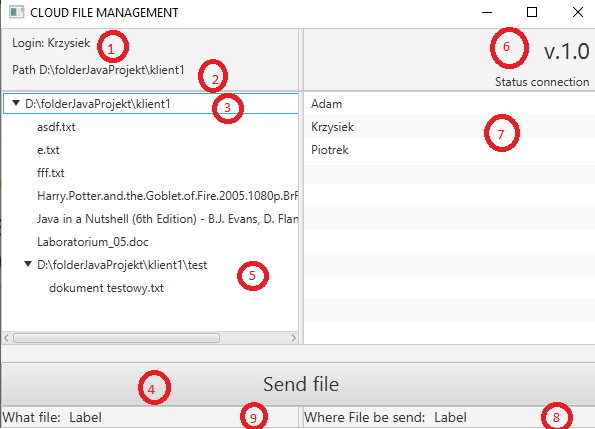 CLOUD FILE MANAGEMENT
Login: Krzysiek
1
Path D:\folderJavaProjekt\klient1
2
6
v.1.0
Status connection
D:\folderJavaProjekt\klient1
3
asdf.txt
e.txt
fff.txt
Harry.Potter.and.the.Goblet.of.Fire.2005.1080p.BrF
Java in a Nutshell (6th Edition) - B.J. Evans, D. Flan
Laboratorium_05.doc
D:\folderJavaProjekt\klient1\test
5
dokument testowy.txt
Adam
Krzysiek
7
Piotrek
4
Send file
What file: Label
9
Where File be send: Label
8